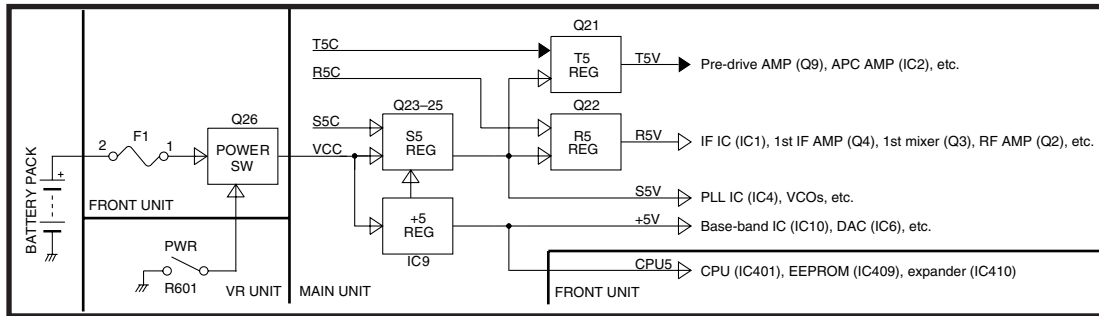 BATTERY PACK
+
2
F1
1
Q26
POWER
SW
FRONT UNIT
PWR
R601
VR UNIT
MAIN UNIT
T5C
R5C
S5C
VCC
Q23–25
S5
REG
+5
REG
IC9
Q21
T5
REG
Q22
R5
REG
T5V
Pre-drive AMP (Q9), APC AMP (IC2), etc.
R5V
IF IC (IC1), 1st IF AMP (Q4), 1st mixer (Q3), RF AMP (Q2), etc.
S5V
PLL IC (IC4), VCOs, etc.
+5V
Base-band IC (IC10), DAC (IC6), etc.
CPU5
CPU (IC401), EEPROM (IC409), expander (IC410)
FRONT UNIT